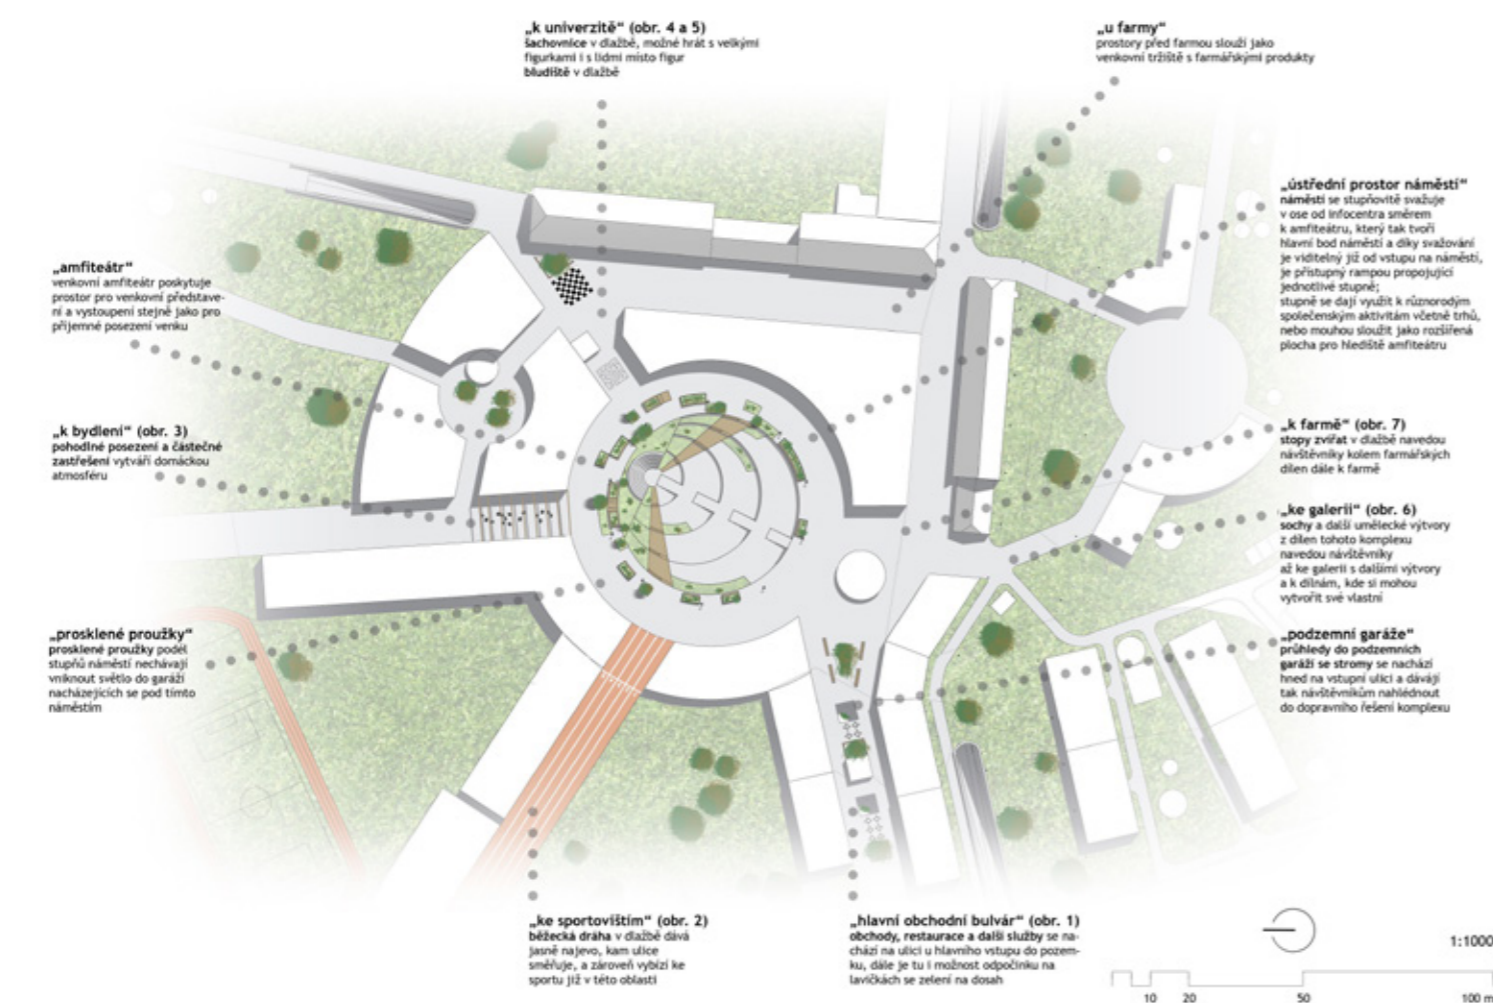 „k univerzitě“ (obr. 4 a 5)
šachovnice v dlažbě, možné hrát s velkými
figurkami i s lidmi místo figur
bludiště v dlažbě
„u farmy“
prostory před farmou slouží jako
venkovní tržiště s farmářskými produkty
„ústřední prostor náměstí“
náměstí se stupňovitě svažuje
v ose od infocentra směrem
k amfiteátru, který tak tvoří
hlavní bod náměstí a díky svažování
je viditelný již od vstupu na náměstí,
je přístupný rampou propojující
jednotlivé stupně;
stupně se dají využít k různorodým
společenským aktivitám včetně trhů,
nebo mouhou sloužit jako rozšířená
plocha pro hlediště amfiteátru
„amfiteátr“
venkovní amfiteátr poskytuje
prostor pro venkovní představe-
ní a vystoupení stejně jako pro
příjemné posezení venku
„k bydlení“ (obr. 3)
pohodlné posezení a částečné
zastřešení vytváří domáckou
atmosféru
„k farmě“ (obr. 7)
stopy zvířat v dlažbě navedou
návštěvníky kolem farmářských
dílen dále k farmě
„ke galerii“ (obr. 6)
sochy a další umělecké výtvory
z dílen tohoto komplexu
navedou návštěvníky
až ke galerii s dalšími výtvory
a k dílnám, kde si mohou
vytvořit své vlastní
„prosklené proužky“
prosklené proužky podél
stupňů náměstí nechávají
vniknout světlo do garáží
nacházejících se pod tímto
náměstím
„podzemní garáže“
průhledy do podzemních
garáží se stromy se nachází
hned na vstupní ulici a dávájí
tak návštěvníkům nahlédnout
do dopravního řešení komplexu
„ke sportovištím“ (obr. 2)
běžecká dráha v dlažbě dává
jasně najevo, kam ulice
směřuje, a zároveň vybízí ke
sportu již v této oblasti
„hlavní obchodní bulvár“ (obr. 1)
obchody, restaurace a další služby se na-
chází na ulici u hlavního vstupu do pozem-
ku, dále je tu i možnost odpočinku na
lavičkách se zelení na dosah
1:1000
10 20 50 100 m